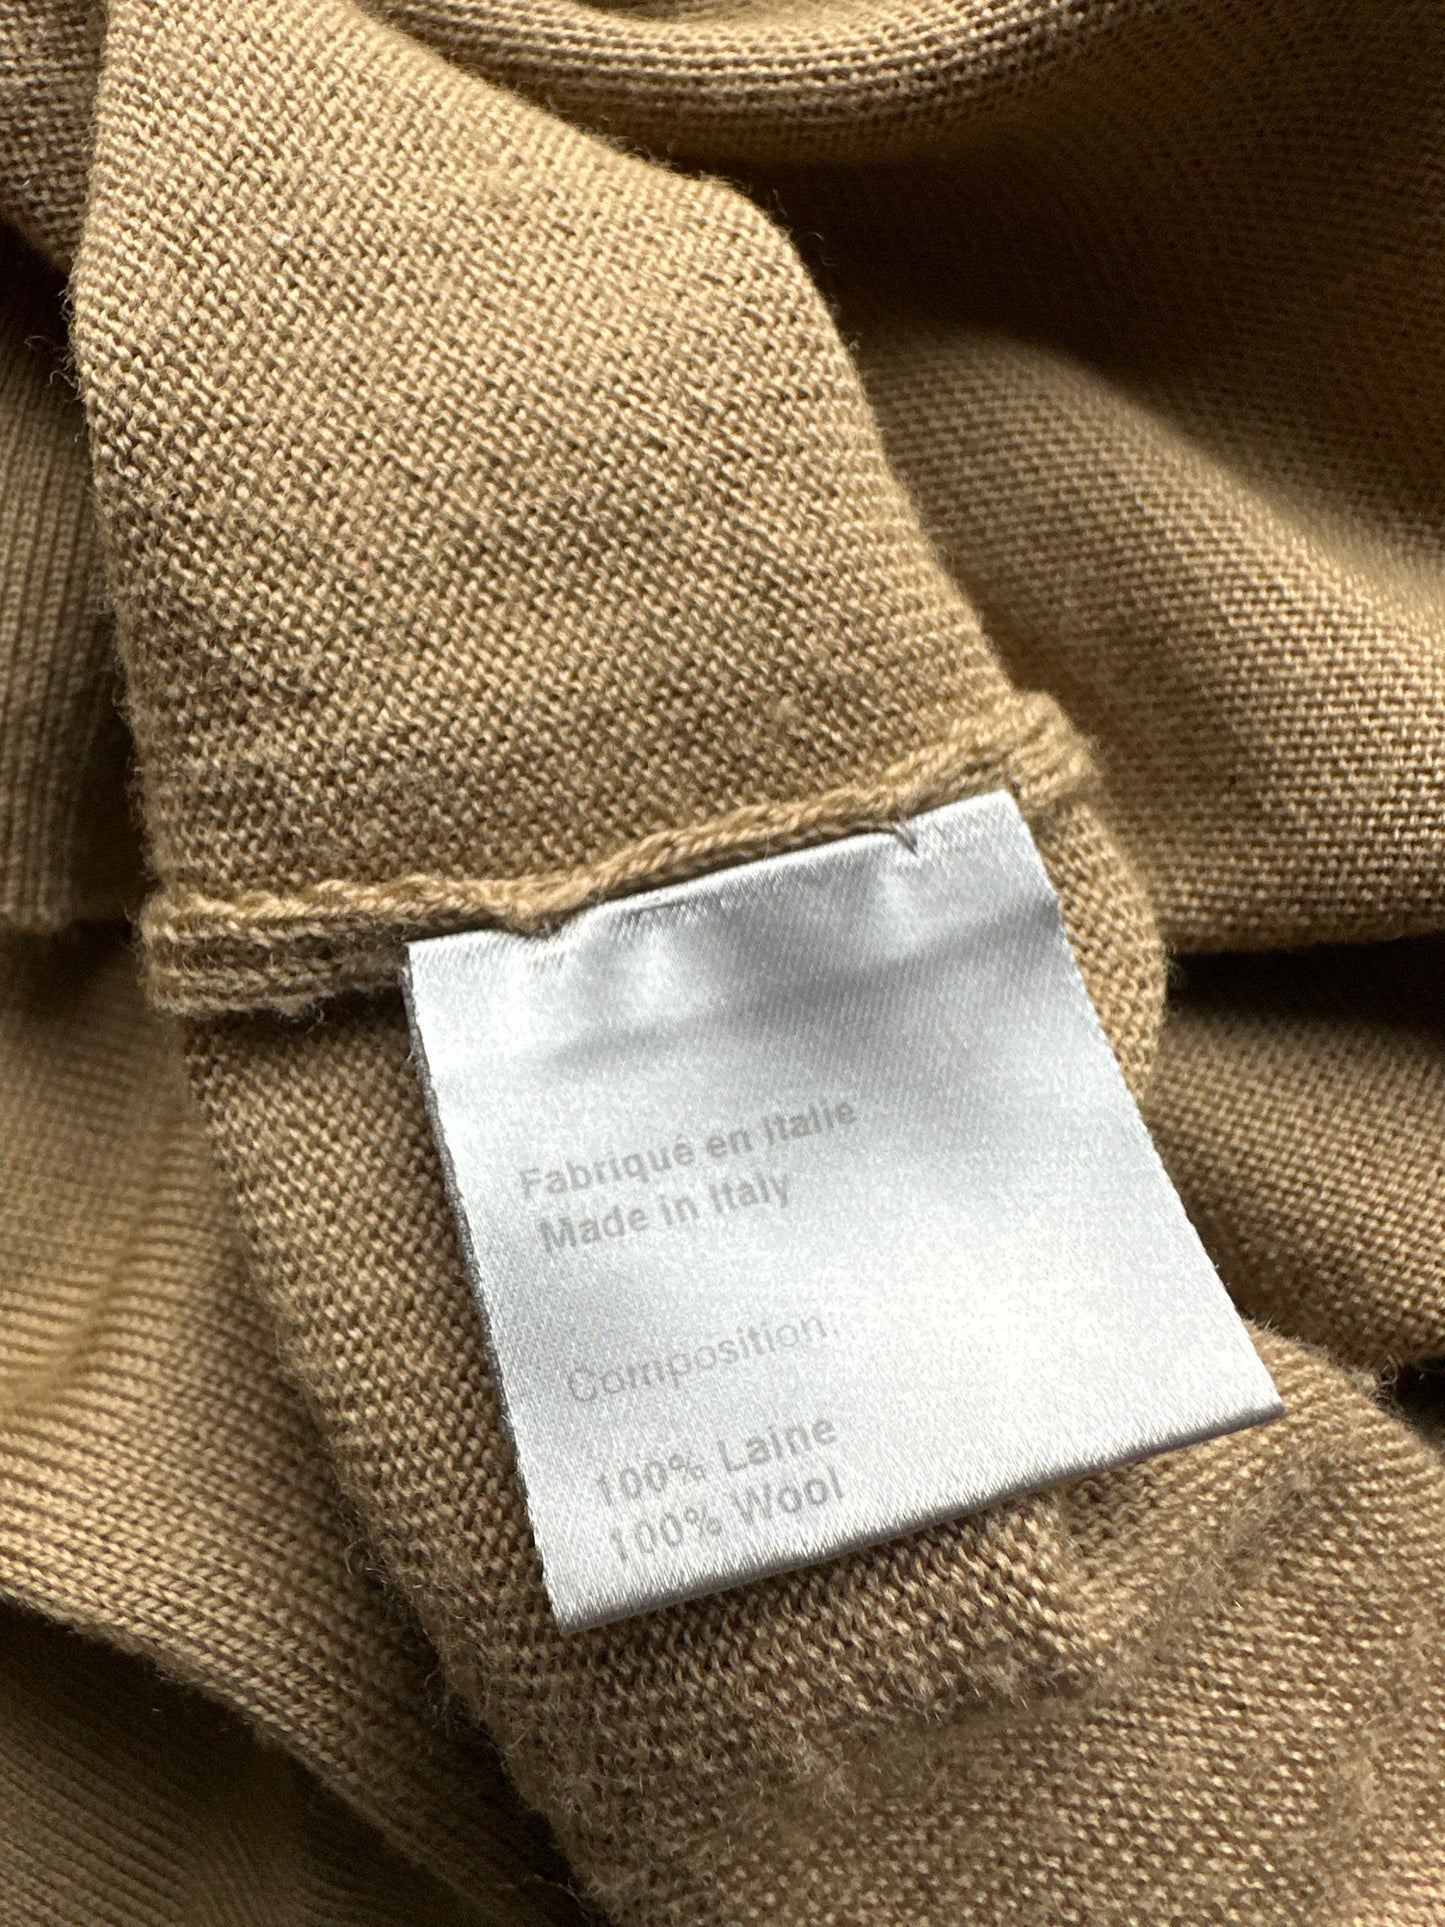 Fabriqué en Italie
Made in Italy
Composition:
100% Laine
100% Wool